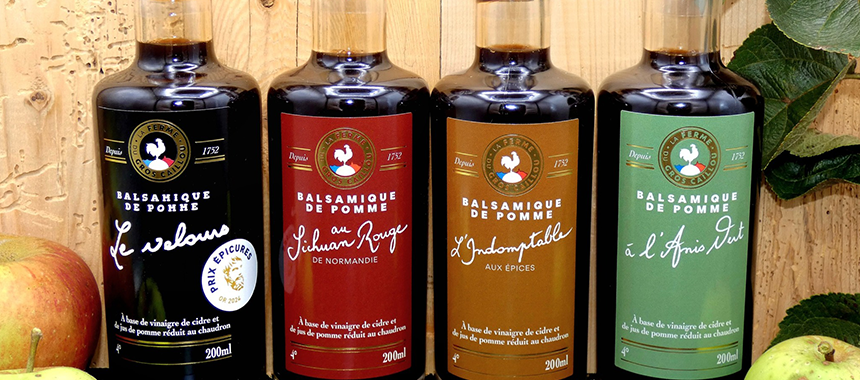 LA FERME
DU GROS CAILLOU
Depuis 1752
BALSAMIQUE
DE POMME
Le velours
PRIX ÉPICURES
OR 2024
À base de vinaigre de cidre et
de jus de pomme réduit au chaudron
4° 200ml
LA FERME
DU GROS CAILLOU
Depuis 1752
BALSAMIQUE
DE POMME
au
Sichuan Rouge
DE NORMANDIE
À base de vinaigre de cidre et
de jus de pomme réduit au chaudron
4° 200ml
LA FERME
DU GROS CAILLOU
Depuis 1752
BALSAMIQUE
DE POMME
L'Indomptable
AUX ÉPICES
À base de vinaigre de cidre et
de jus de pomme réduit au chaudron
4° 200ml
LA FERME
DU GROS CAILLOU
Depuis 1752
BALSAMIQUE
DE POMME
à l'Anis Vert
À base de vinaigre de cidre et
de jus de pomme réduit au chaudron
4° 200ml